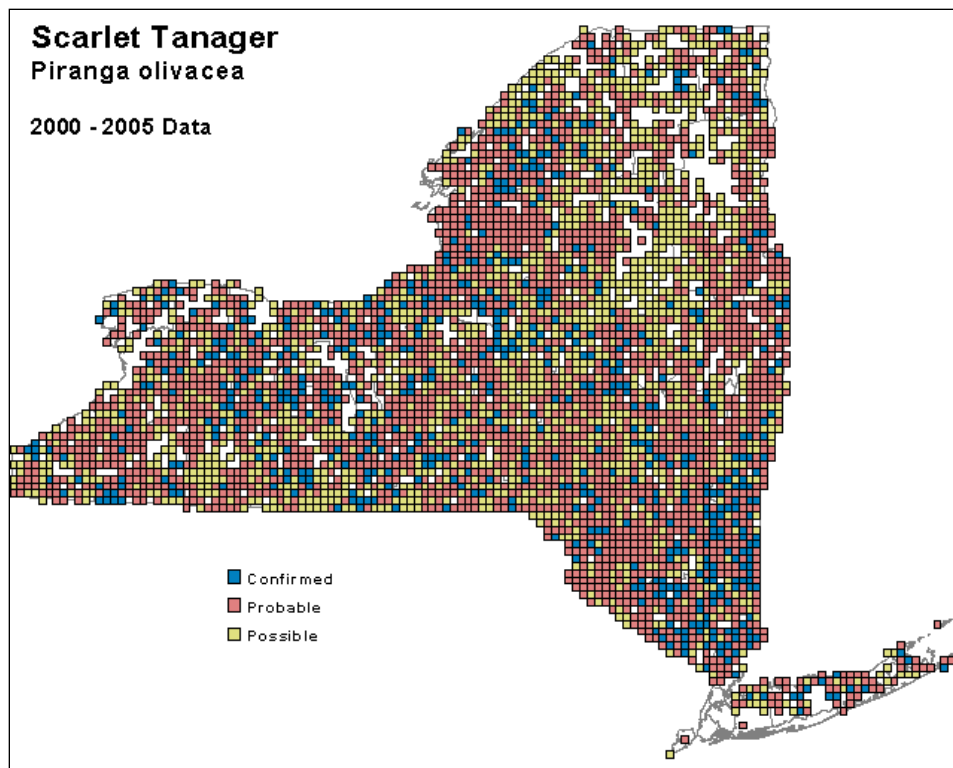 Scarlet Tanager
Piranga olivacea
2000 - 2005 Data
Confirmed
Probable
Possible